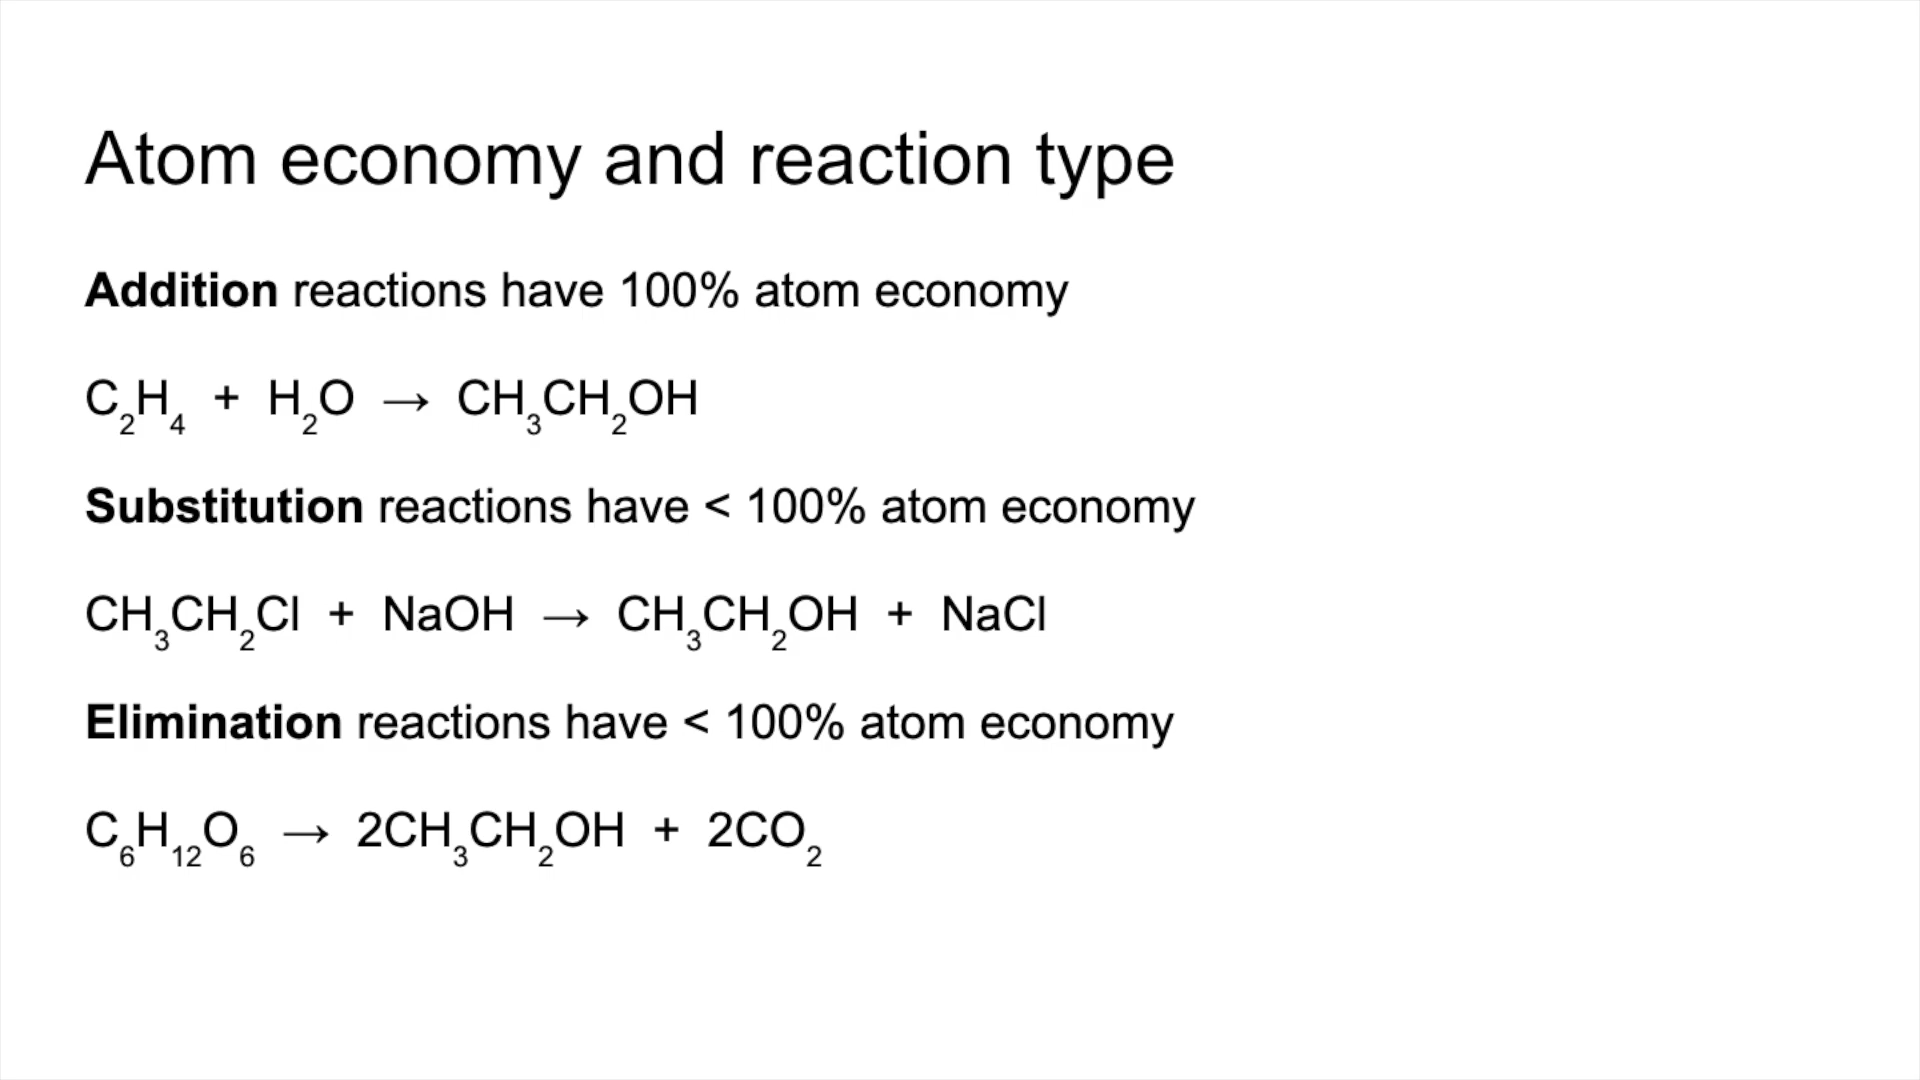 Atom economy and reaction type
Addition reactions have 100% atom economy
C₂H₄ + H₂O → CH₃CH₂OH
Substitution reactions have < 100% atom economy
CH₃CH₂Cl + NaOH → CH₃CH₂OH + NaCl
Elimination reactions have < 100% atom economy
C₆H₁₂O₆ → 2CH₃CH₂OH + 2CO₂